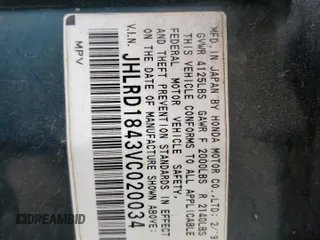 MFD. IN JAPAN BY HONDA MOTOR CO.,LTD: 2/9
GVWR 4125LBS GAWR F 2000LBS R 2140LBS
THIS VEHICLE CONFORMS TO ALL APPLICABLE
FEDERAL MOTOR VEHICLE SAFETY,
AND THEFT PREVENTION STANDARDS IN EFFECT
ON THE DATE OF MANUFACTURE SHOWN ABOVE:
V.I.N. JHLRD1843VC020034
MPV
DREAMBID